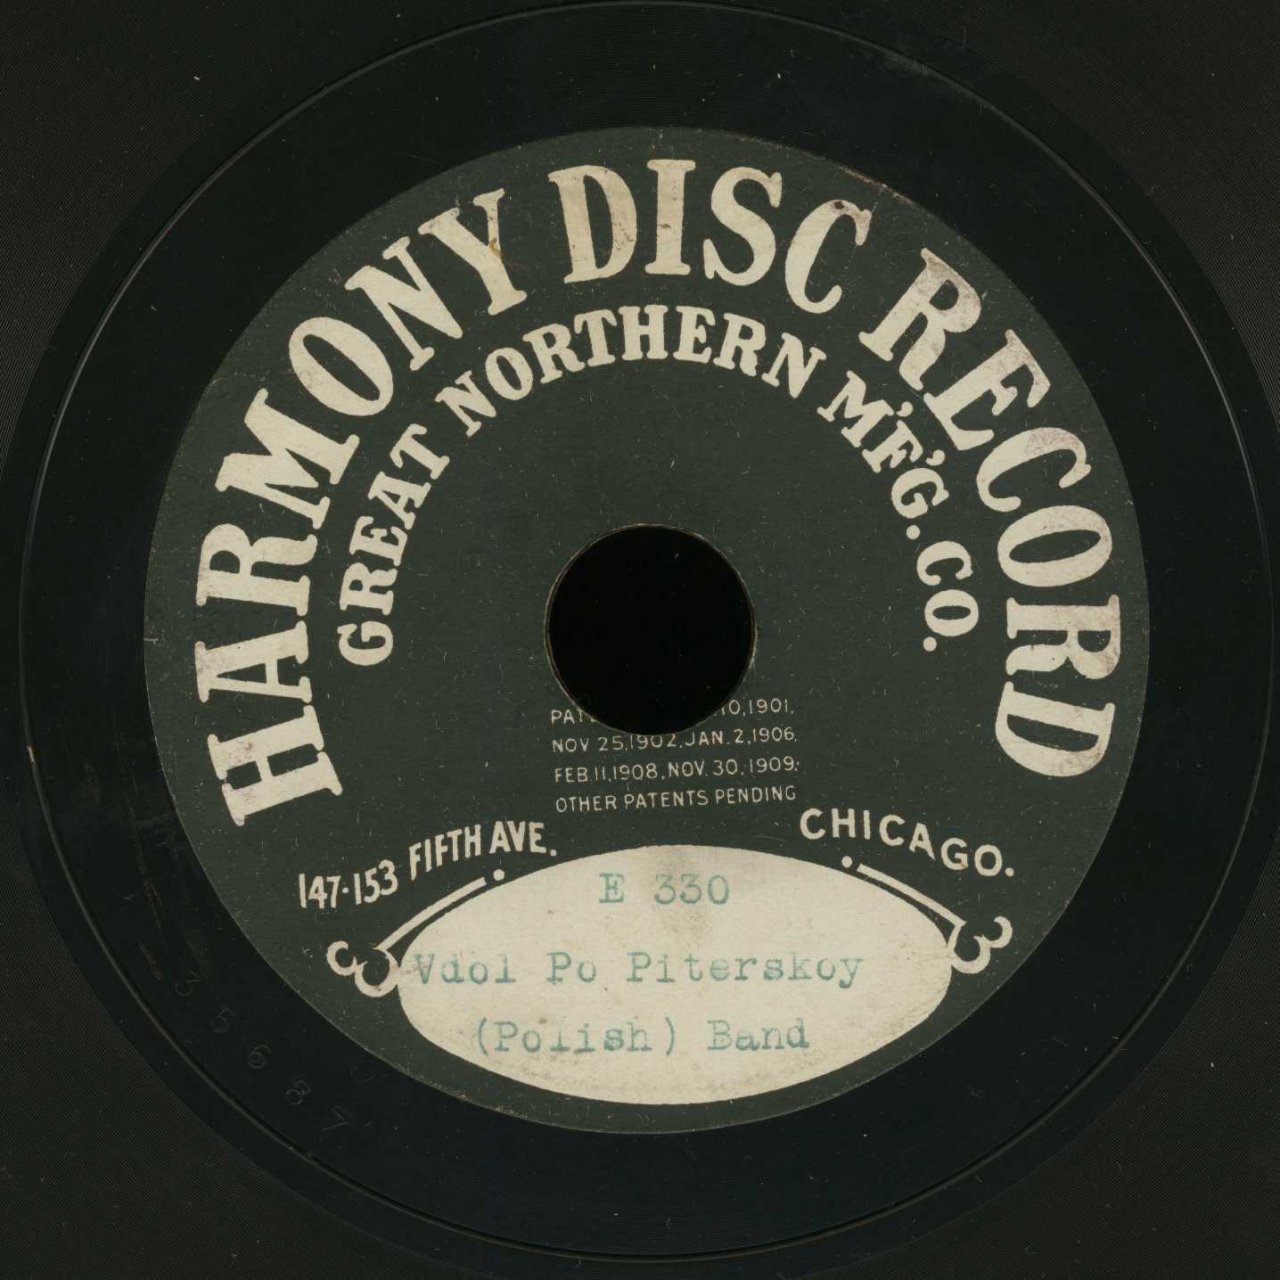 HARMONY DISC RECORD
GREAT NORTHERN M'F'G. CO.
10,1901,
NOV 25,1902, JAN. 2,1906,
FEB. 11,1908, NOV. 30, 1909;
OTHER PATENTS PENDING
147-153 FIFTH AVE.
CHICAGO.
E 330
Vdol Po Piterskoy
(Polish) Band
35687